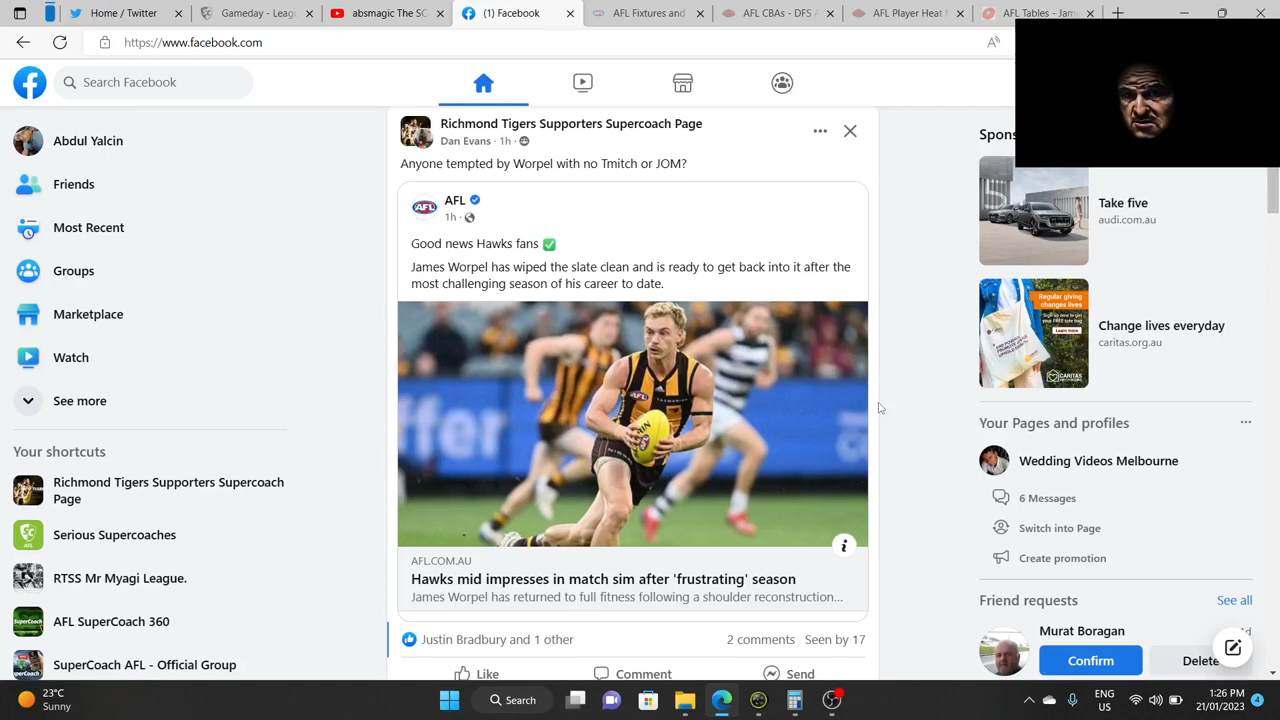 Home / Twitter
Gameday - Leag
absmagic The SC
(1) Facebook
AFL Fixtures and
AFL CBAs - DFS A
AFL Player Heat M
AFL Tables -
https://www.facebook.com
Search Facebook
Abdul Yalcin
Friends
Most Recent
Groups
Marketplace
Watch
See more
Your shortcuts
Richmond Tigers Supporters Supercoach
Page
Serious Supercoaches
RTSS Mr Myagi League.
AFL SuperCoach 360
SuperCoach AFL - Official Group
Richmond Tigers Supporters Supercoach Page
Dan Evans · 1h ·
Anyone tempted by Worpel with no Tmitch or JOM?
AFL
1h ·
Good news Hawks fans ✅
James Worpel has wiped the slate clean and is ready to get back into it after the
most challenging season of his career to date.
AFL.COM.AU
Hawks mid impresses in match sim after 'frustrating' season
James Worpel has returned to full fitness following a shoulder reconstruction...
Justin Bradbury and 1 other
2 comments Seen by 17
Like
Comment
Send
Spons
Take five
audi.com.au
Regular giving
changes lives
Learn more
CARITAS
Change lives everyday
caritas.org.au
Your Pages and profiles
Wedding Videos Melbourne
6 Messages
Switch into Page
Create promotion
Friend requests
See all
Murat Boragan
Confirm
Delete
23°C
Sunny
Search
ENG
US
1:26 PM
21/01/2023
4